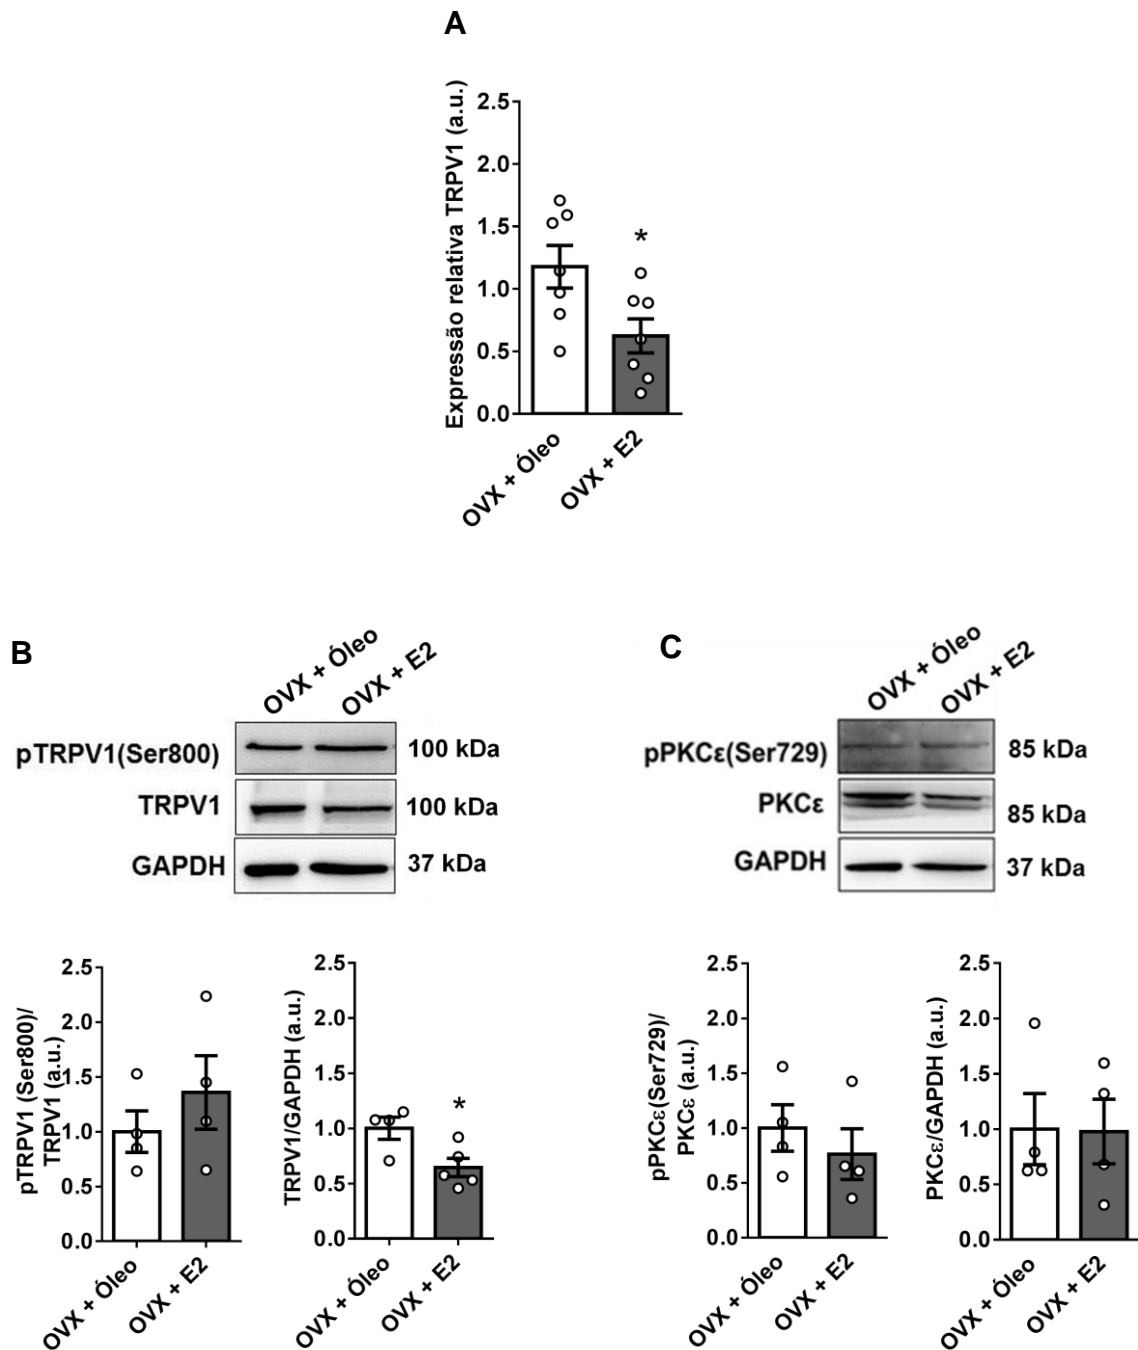 A
Expressão relativa TRPV1 (a.u.)
2.5
2.0
1.5
1.0
0.5
0.0
*
OVX + Óleo
OVX + E2
B
OVX + Óleo
OVX + E2
pTRPV1(Ser800)
100 kDa
TRPV1
100 kDa
GAPDH
37 kDa
pTRPV1 (Ser800)/
TRPV1 (a.u.)
2.5
2.0
1.5
1.0
0.5
0.0
OVX + Óleo
OVX + E2
TRPV1/GAPDH (a.u.)
2.5
2.0
1.5
1.0
0.5
0.0
*
OVX + Óleo
OVX + E2
C
OVX + Óleo
OVX + E2
pPKCε(Ser729)
85 kDa
PKCε
85 kDa
GAPDH
37 kDa
pPKCε(Ser729)/
PKCε (a.u.)
2.5
2.0
1.5
1.0
0.5
0.0
OVX + Óleo
OVX + E2
PKCε/GAPDH (a.u.)
2.5
2.0
1.5
1.0
0.5
0.0
OVX + Óleo
OVX + E2